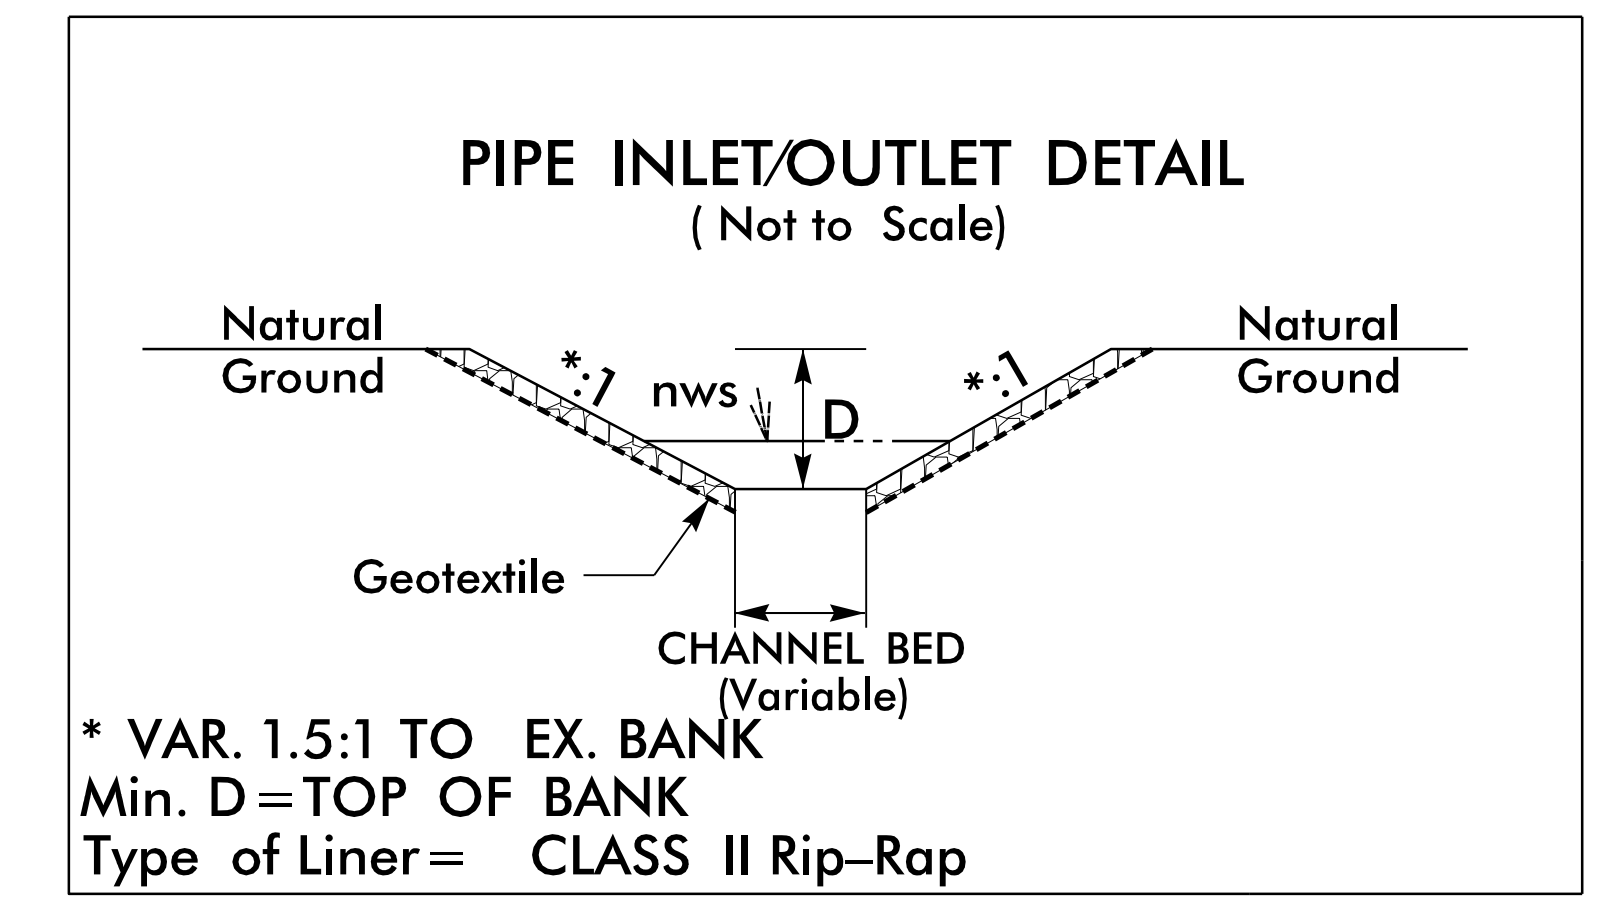 PIPE INLET/OUTLET DETAIL
( Not to Scale)
Natural
Ground
*:1
nws
D
*:1
Natural
Ground
Geotextile
CHANNEL BED
(Variable)
* VAR. 1.5:1 TO EX. BANK
Min. D=TOP OF BANK
Type of Liner= CLASS II Rip-Rap